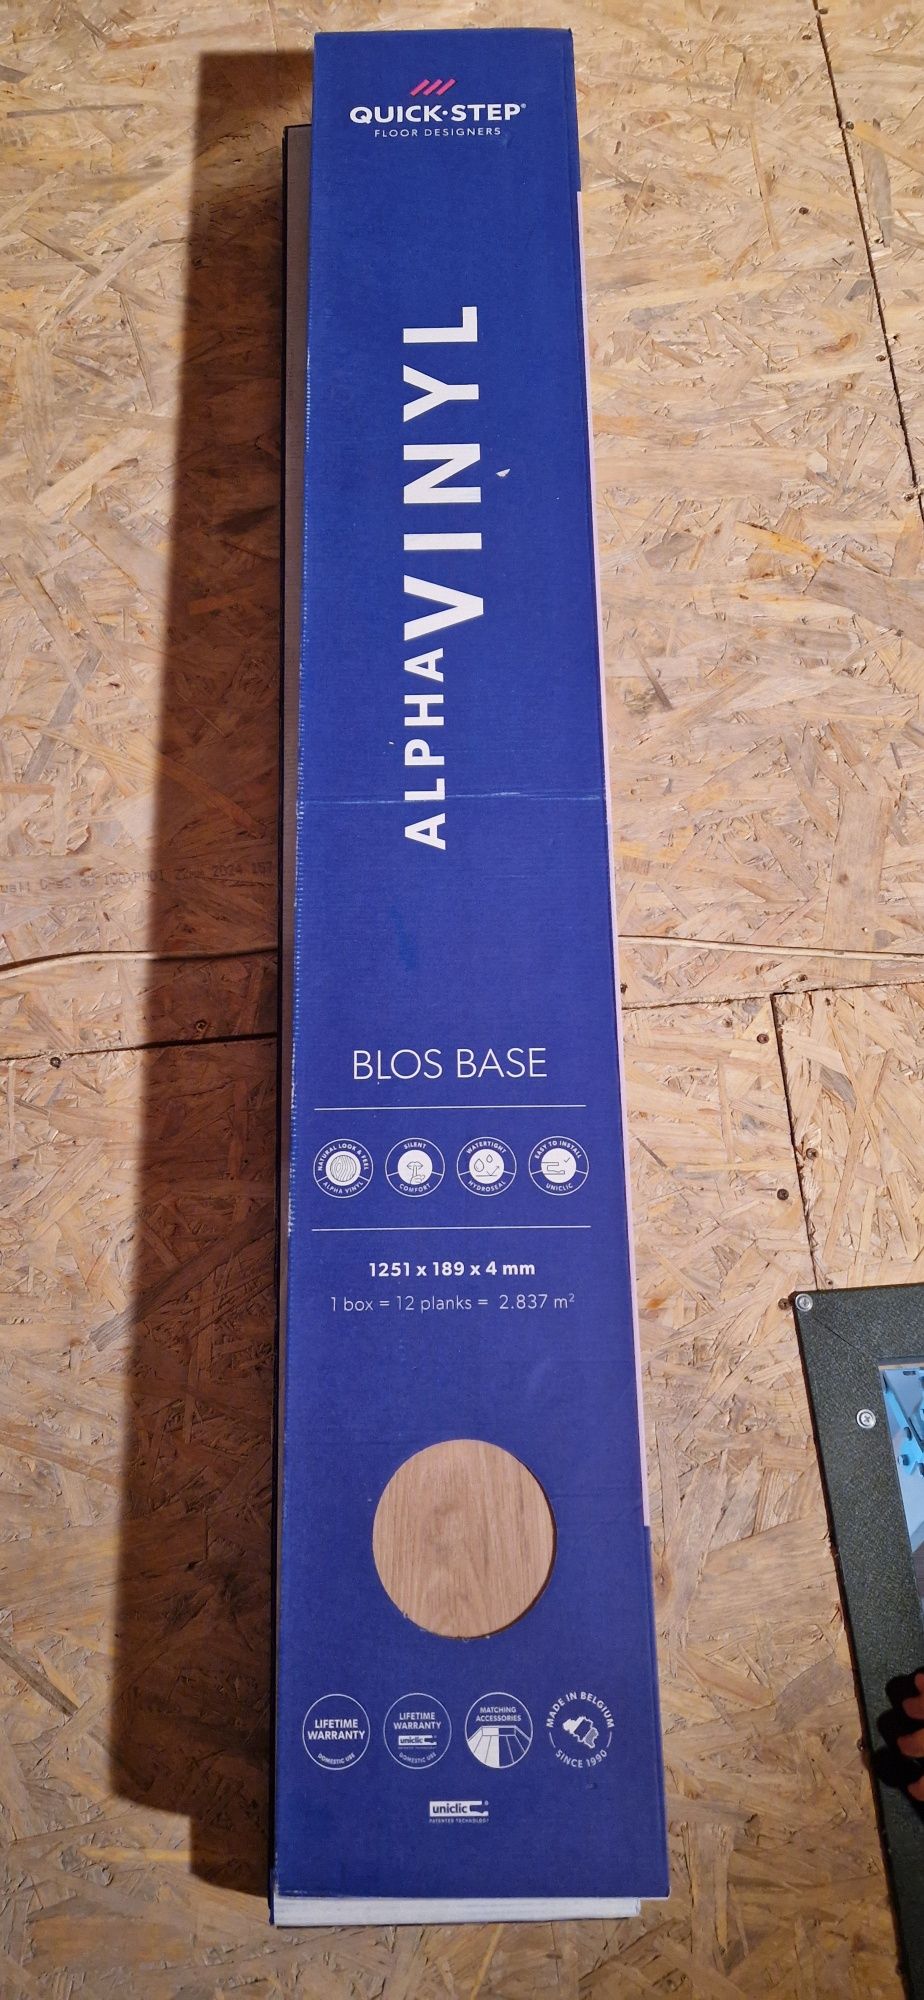 QUICK·STEP®
FLOOR DESIGNERS
ALPHAVINYL
BLOS BASE
NATURAL LOOK & FEEL
ALPHA VINYL
SILENT
COMFORT
WATERTIGHT
HYDROSEAL
EASY TO INSTALL
UNICLIC
1251 x 189 x 4 mm
1 box = 12 planks = 2.837 m²
LIFETIME
WARRANTY
DOMESTIC USE
LIFETIME
WARRANTY
uniclic
DOMESTIC USE
MATCHING
ACCESSORIES
MADE IN BELGIUM
SINCE 1990
uniclic®
PATENTED TECHNOLOGY
2024